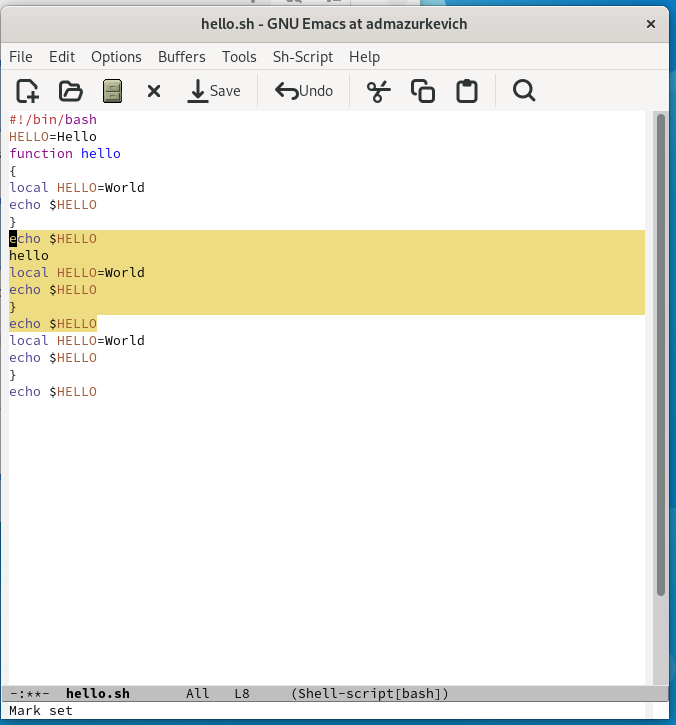 hello.sh - GNU Emacs at admazurkevich
File Edit Options Buffers Tools Sh-Script Help
Save Undo
#!/bin/bash
HELLO=Hello
function hello
{
local HELLO=World
echo $HELLO
}
echo $HELLO
hello
local HELLO=World
echo $HELLO
}
echo $HELLO
local HELLO=World
echo $HELLO
}
echo $HELLO
-:**- hello.sh All L8 (Shell-script[bash])
Mark set